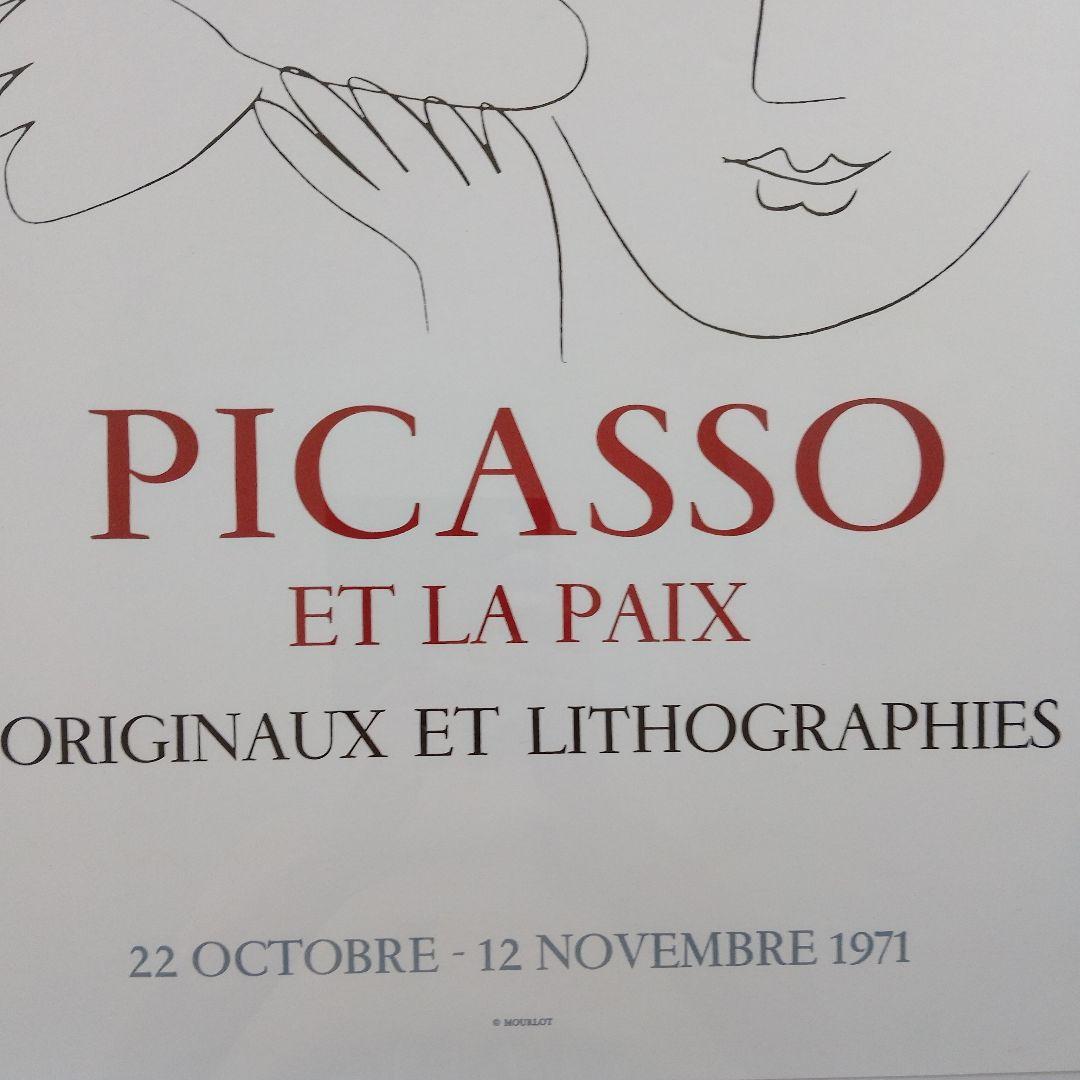 PICASSO
ET LA PAIX
ORIGINAUX ET LITHOGRAPHIES
22 OCTOBRE - 12 NOVEMBRE 1971
© MOURLOT